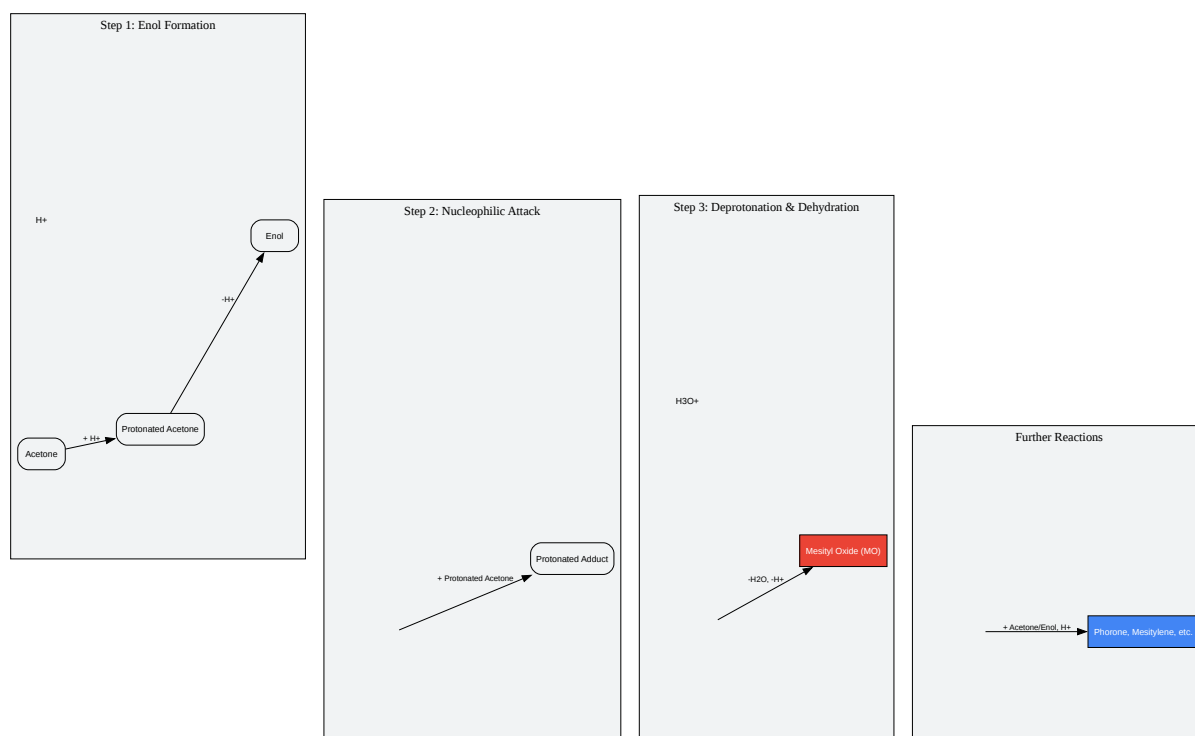 Step 1: Enol Formation
H+
Enol
-H+
Protonated Acetone
+ H+
Acetone
Step 2: Nucleophilic Attack
Protonated Adduct
+ Protonated Acetone
Step 3: Deprotonation & Dehydration
H3O+
Mesityl Oxide (MO)
-H2O, -H+
Further Reactions
+ Acetone/Enol, H+
Phorone, Mesitylene, etc.